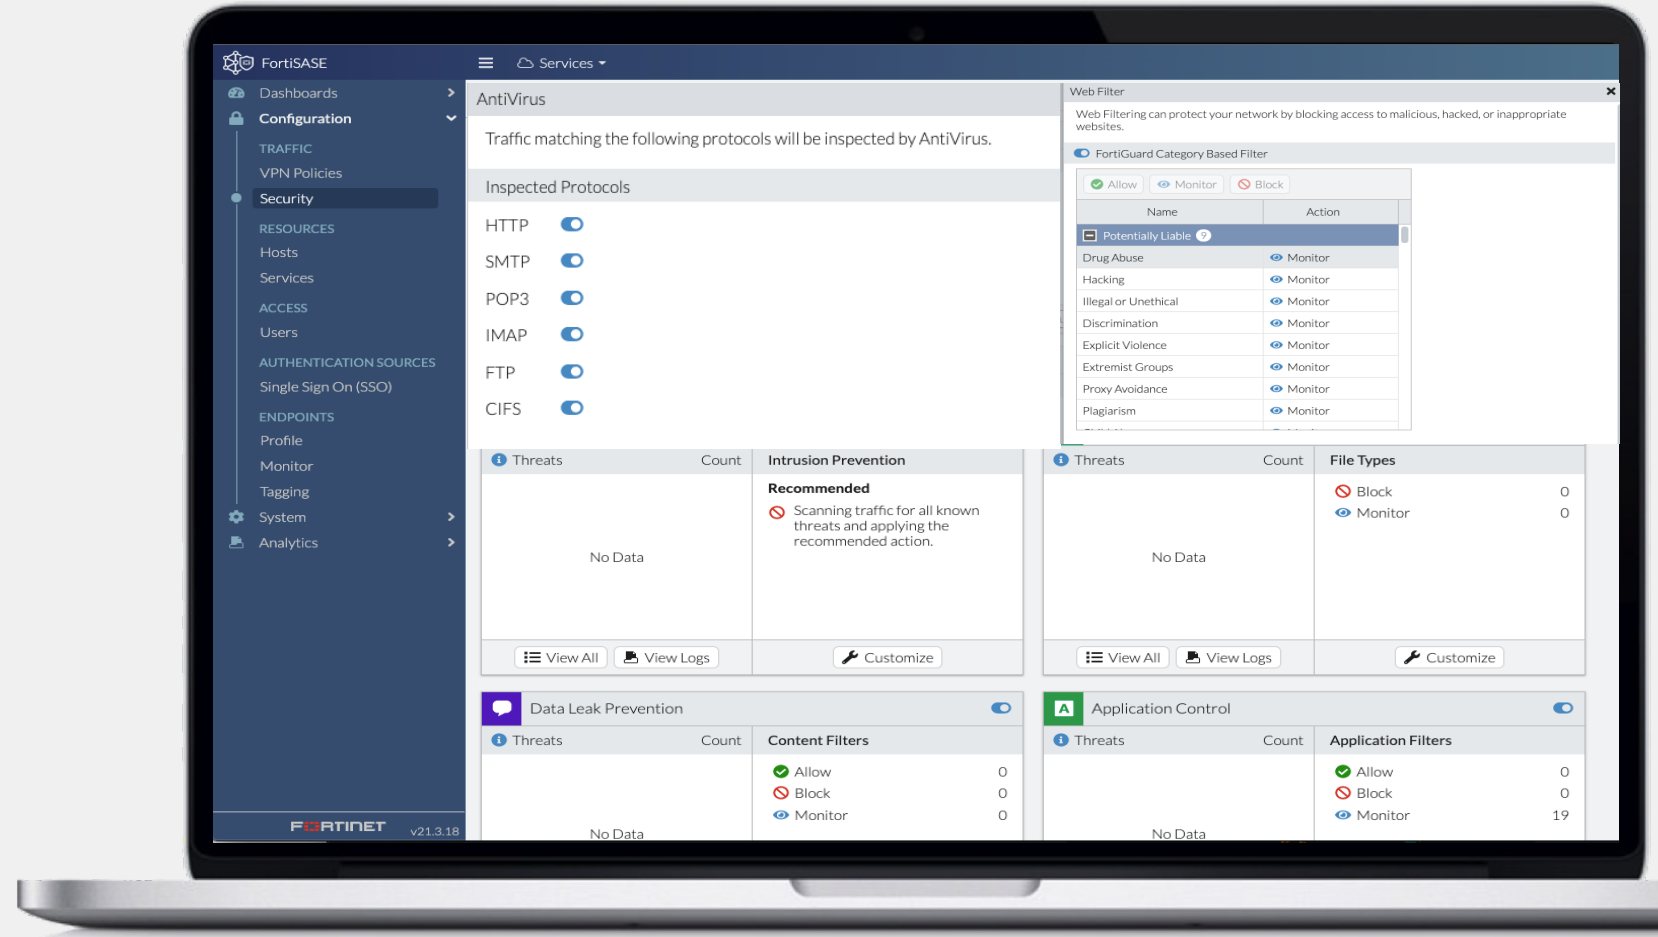 FortiSASE
Services
Dashboards
Configuration
TRAFFIC
VPN Policies
Security
RESOURCES
Hosts
Services
ACCESS
Users
AUTHENTICATION SOURCES
Single Sign On (SSO)
ENDPOINTS
Profile
Monitor
Tagging
System
Analytics
FORTINET
v21.3.18
AntiVirus
Traffic matching the following protocols will be inspected by AntiVirus.
Inspected Protocols
HTTP
SMTP
POP3
IMAP
FTP
CIFS
Web Filter
Web Filtering can protect your network by blocking access to malicious, hacked, or inappropriate
websites.
FortiGuard Category Based Filter
Allow Monitor Block
Name Action
Potentially Liable 9
Drug Abuse Monitor
Hacking Monitor
Illegal or Unethical Monitor
Discrimination Monitor
Explicit Violence Monitor
Extremist Groups Monitor
Proxy Avoidance Monitor
Plagiarism Monitor
Threats Count Intrusion Prevention
Recommended
Scanning traffic for all known
threats and applying the
recommended action.
No Data
View All View Logs Customize
Threats Count File Types
Block 0
Monitor 0
No Data
View All View Logs Customize
Data Leak Prevention
Threats Count Content Filters
Allow 0
Block 0
Monitor 0
No Data
A Application Control
Threats Count Application Filters
Allow 0
Block 0
Monitor 19
No Data